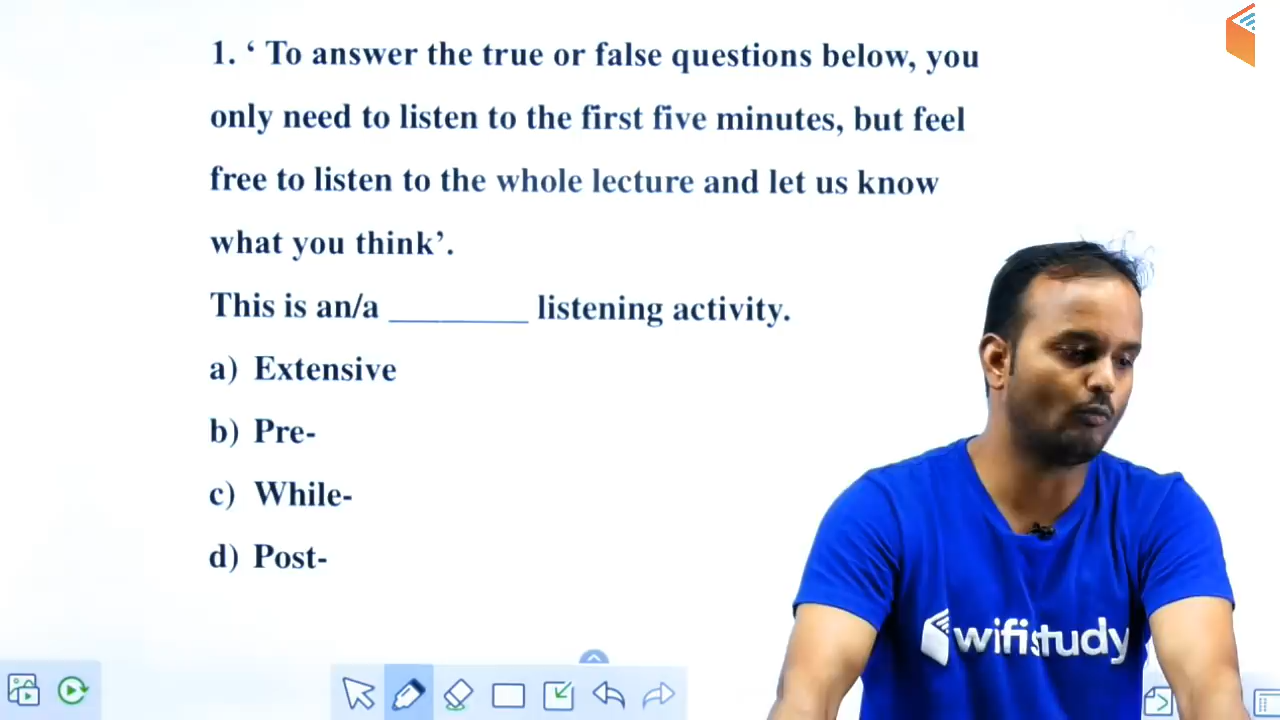 1. ‘ To answer the true or false questions below, you
only need to listen to the first five minutes, but feel
free to listen to the whole lecture and let us know
what you think’.
This is an/a ________ listening activity.
a) Extensive
b) Pre-
c) While-
d) Post-
wifistudy